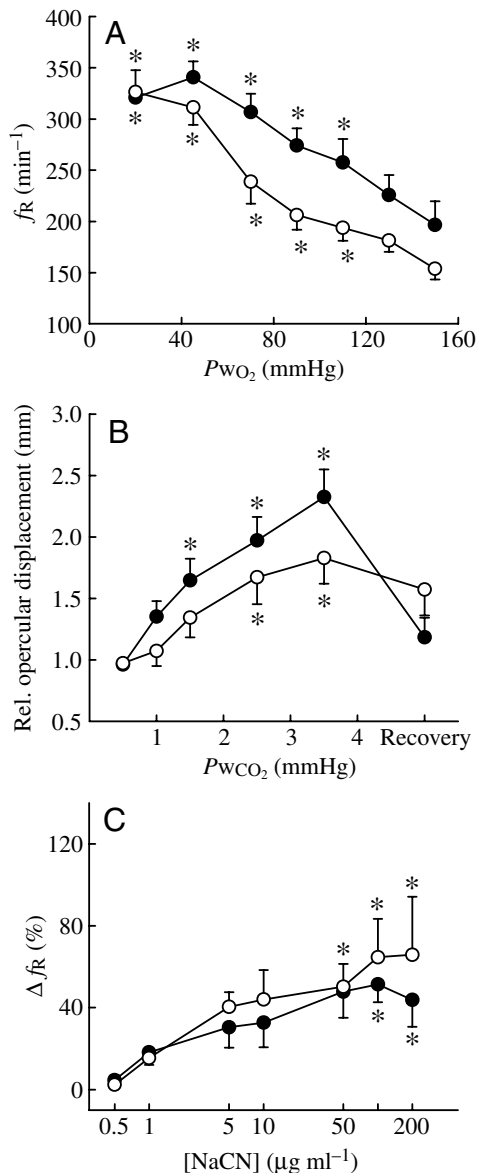 A
400
350
300
250
200
150
100
fR (min–1)
* * * * *
* * * * *
0 40 80 120 160
PwO2 (mmHg)
B
3.0
2.5
2.0
1.5
1.0
0.5
Rel. opercular displacement (mm)
* * *
* *
1 2 3 4 Recovery
PwCO2 (mmHg)
C
120
80
40
0
Δ fR (%)
* * *
* *
0.5 1 5 10 50 200
[NaCN] (μg ml–1)